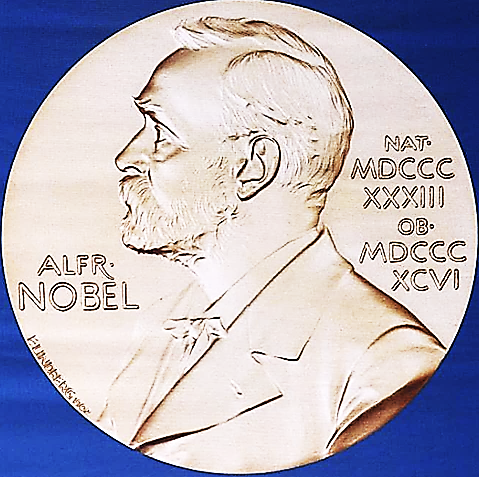 ALFR·
NOBEL
NAT·
MDCCC
XXXIII
OB·
MDCCC
XCVI